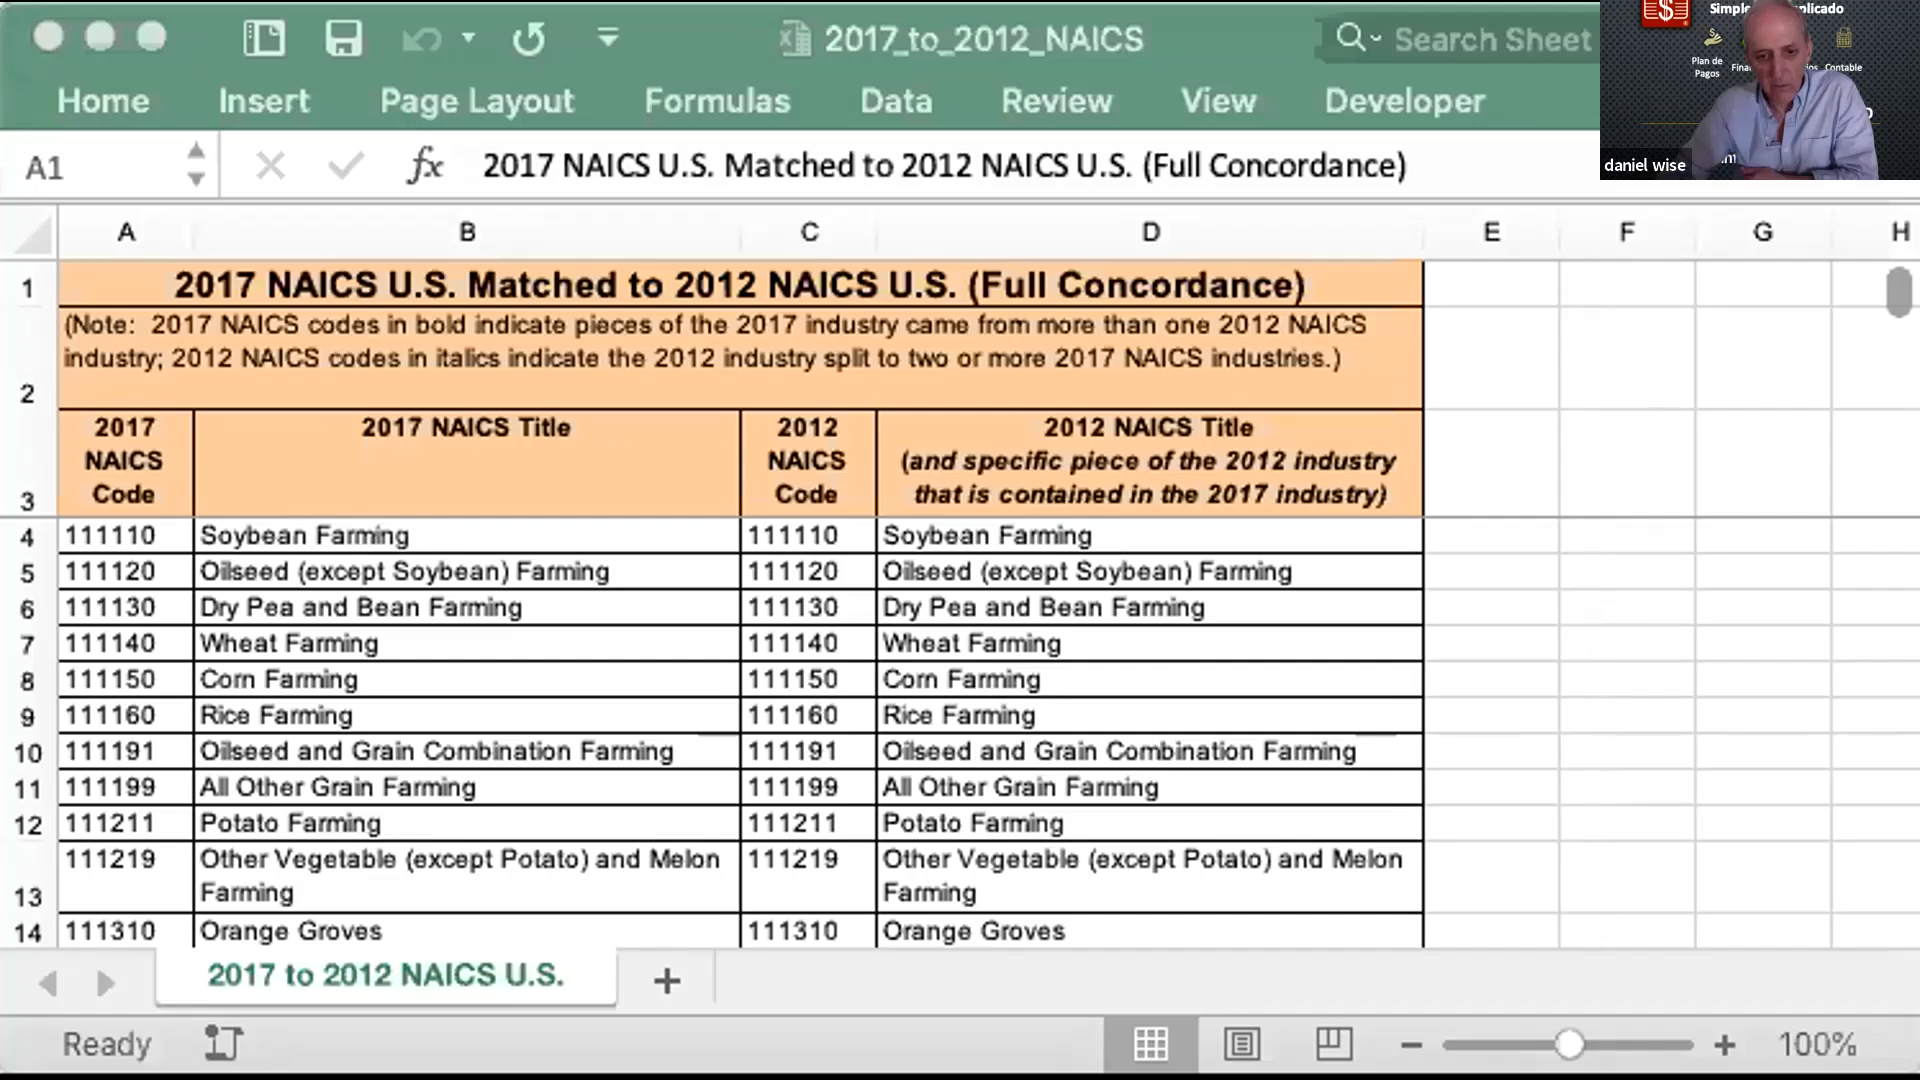 2017_to_2012_NAICS
Search Sheet
Home Insert Page Layout Formulas Data Review View Developer
A1 fx 2017 NAICS U.S. Matched to 2012 NAICS U.S. (Full Concordance)
Plan de
Pagos
Contable
daniel wise
A B C D E F G H
1 2017 NAICS U.S. Matched to 2012 NAICS U.S. (Full Concordance)
(Note: 2017 NAICS codes in bold indicate pieces of the 2017 industry came from more than one 2012 NAICS
industry; 2012 NAICS codes in italics indicate the 2012 industry split to two or more 2017 NAICS industries.)
2
2017 2017 NAICS Title 2012 2012 NAICS Title
NAICS NAICS (and specific piece of the 2012 industry
3 Code Code that is contained in the 2017 industry)
4 111110 Soybean Farming 111110 Soybean Farming
5 111120 Oilseed (except Soybean) Farming 111120 Oilseed (except Soybean) Farming
6 111130 Dry Pea and Bean Farming 111130 Dry Pea and Bean Farming
7 111140 Wheat Farming 111140 Wheat Farming
8 111150 Corn Farming 111150 Corn Farming
9 111160 Rice Farming 111160 Rice Farming
10 111191 Oilseed and Grain Combination Farming 111191 Oilseed and Grain Combination Farming
11 111199 All Other Grain Farming 111199 All Other Grain Farming
12 111211 Potato Farming 111211 Potato Farming
111219 Other Vegetable (except Potato) and Melon 111219 Other Vegetable (except Potato) and Melon
13 Farming Farming
14 111310 Orange Groves 111310 Orange Groves
2017 to 2012 NAICS U.S. +
Ready 100%